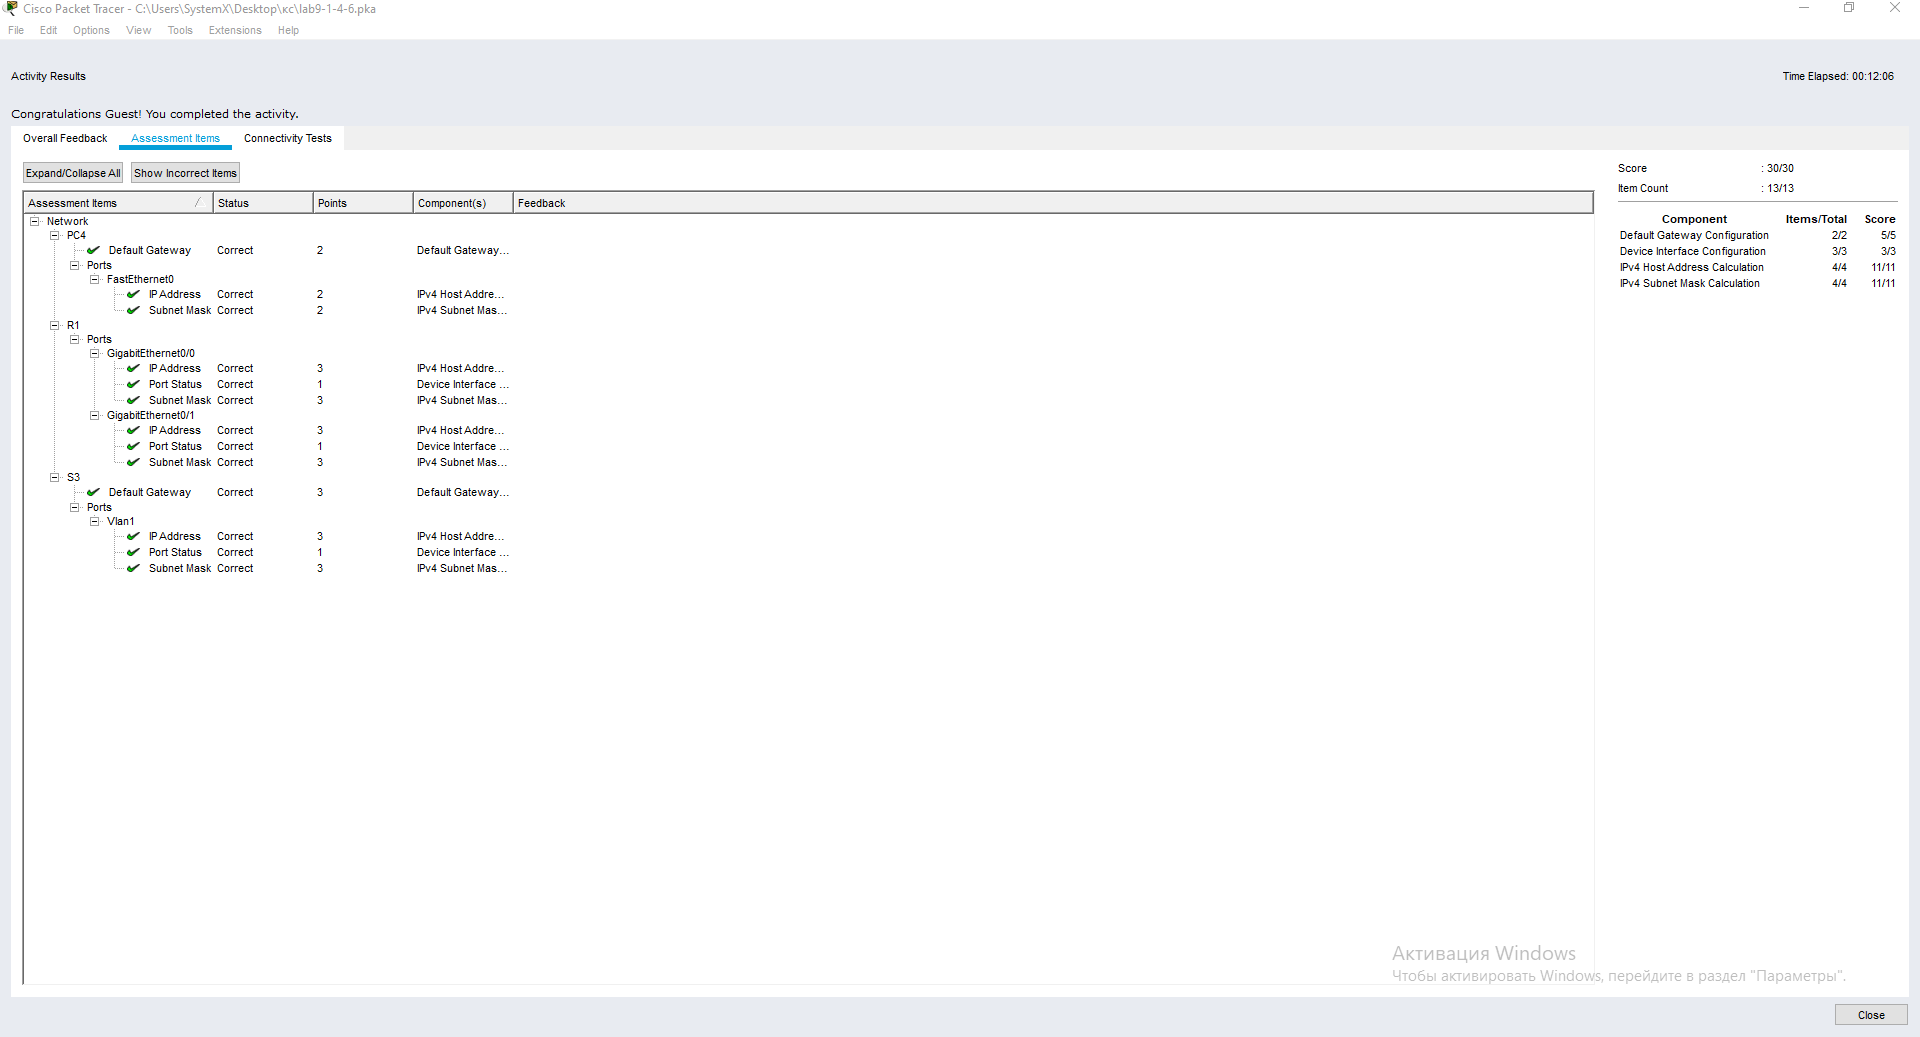 Cisco Packet Tracer - C:\Users\SystemX\Desktop\кс\lab9-1-4-6.pka
File Edit Options View Tools Extensions Help
Activity Results
Time Elapsed: 00:12:06
Congratulations Guest! You completed the activity.
Overall Feedback Assessment Items Connectivity Tests
Expand/Collapse All Show Incorrect Items
Assessment Items Status Points Component(s) Feedback
Network
PC4
Default Gateway Correct 2 Default Gateway...
Ports
FastEthernet0
IP Address Correct 2 IPv4 Host Addre...
Subnet Mask Correct 2 IPv4 Subnet Mas...
R1
Ports
GigabitEthernet0/0
IP Address Correct 3 IPv4 Host Addre...
Port Status Correct 1 Device Interface ...
Subnet Mask Correct 3 IPv4 Subnet Mas...
GigabitEthernet0/1
IP Address Correct 3 IPv4 Host Addre...
Port Status Correct 1 Device Interface ...
Subnet Mask Correct 3 IPv4 Subnet Mas...
S3
Default Gateway Correct 3 Default Gateway...
Ports
Vlan1
IP Address Correct 3 IPv4 Host Addre...
Port Status Correct 1 Device Interface ...
Subnet Mask Correct 3 IPv4 Subnet Mas...
Score : 30/30
Item Count : 13/13
Component Items/Total Score
Default Gateway Configuration 2/2 5/5
Device Interface Configuration 3/3 3/3
IPv4 Host Address Calculation 4/4 11/11
IPv4 Subnet Mask Calculation 4/4 11/11
Активация Windows
Чтобы активировать Windows, перейдите в раздел "Параметры".
Close